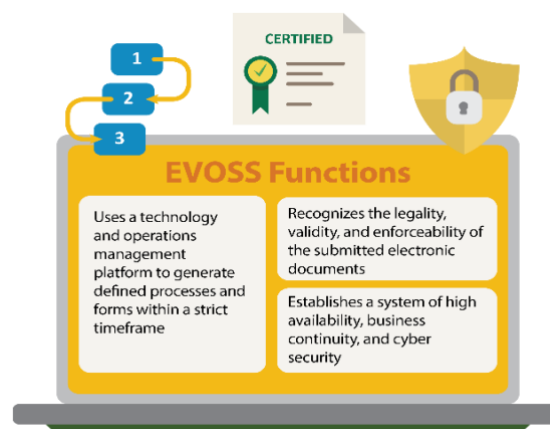 1
2
3
CERTIFIED
EVOSS Functions
Uses a technology
and operations
management
platform to generate
defined processes and
forms within a strict
timeframe
Recognizes the legality,
validity, and enforceability of
the submitted electronic
documents
Establishes a system of high
availability, business
continuity, and cyber
security